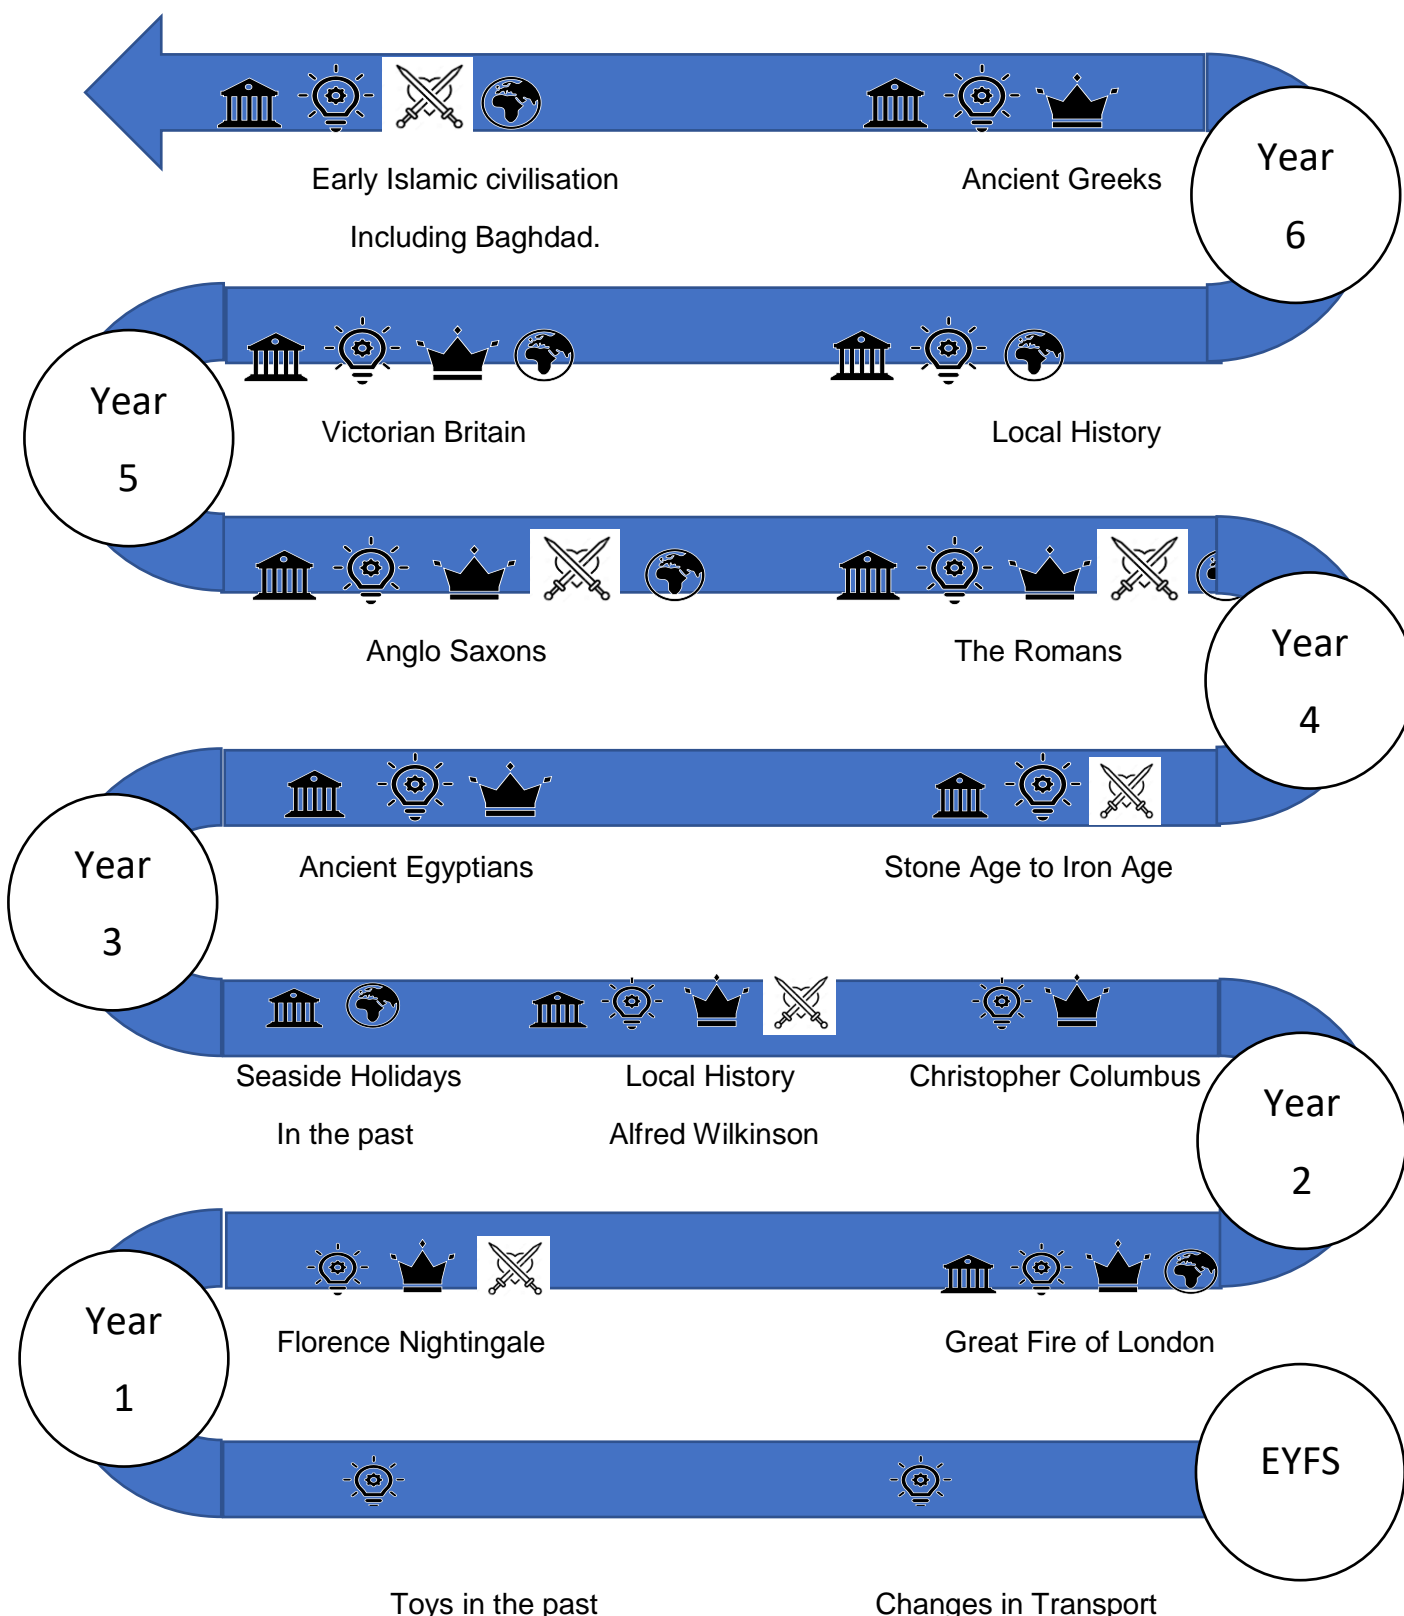 Year
6
Early Islamic civilisation
Including Baghdad.
Ancient Greeks
Year
5
Victorian Britain
Local History
Anglo Saxons
The Romans
Year
4
Year
3
Ancient Egyptians
Stone Age to Iron Age
Seaside Holidays
In the past
Local History
Alfred Wilkinson
Christopher Columbus
Year
2
Year
1
Florence Nightingale
Great Fire of London
EYFS
Toys in the past
Changes in Transport